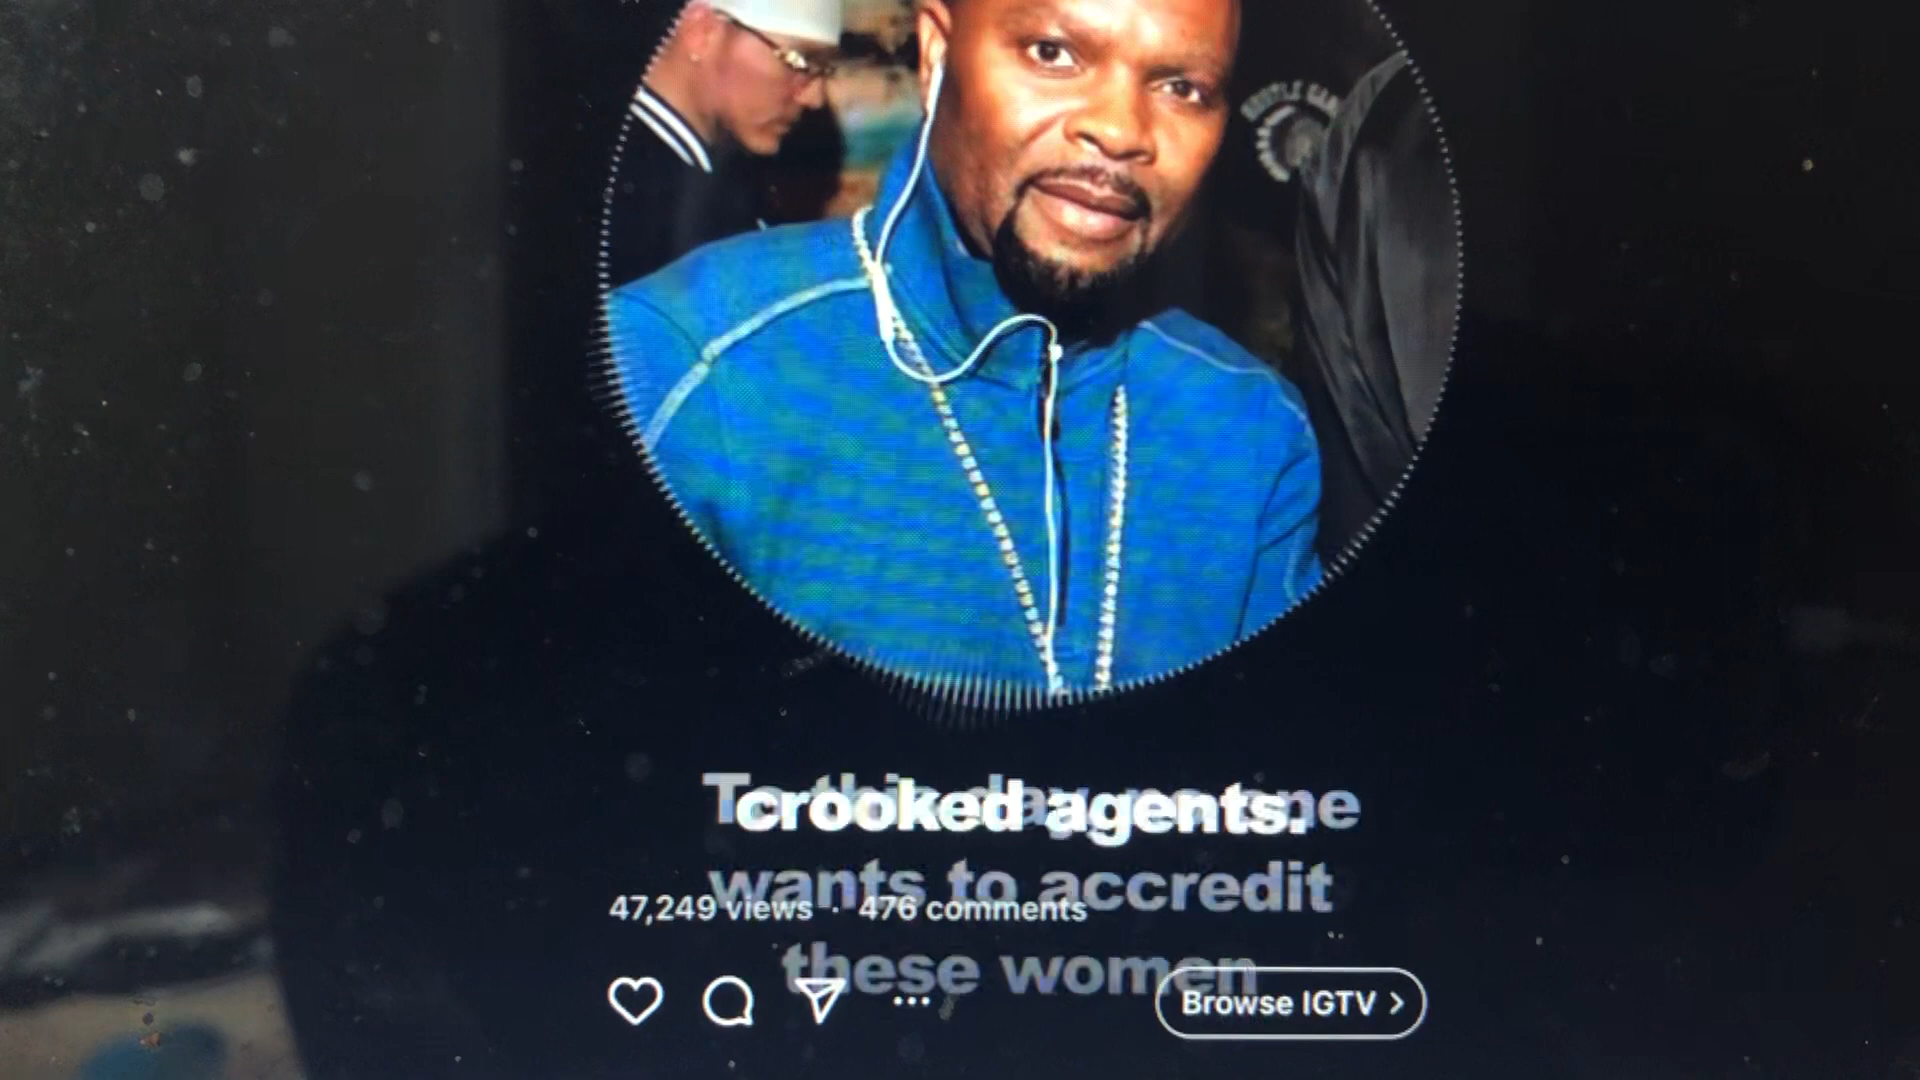 crooked agents.
wants to accredit
47,249 views · 476 comments
these women
Browse IGTV >